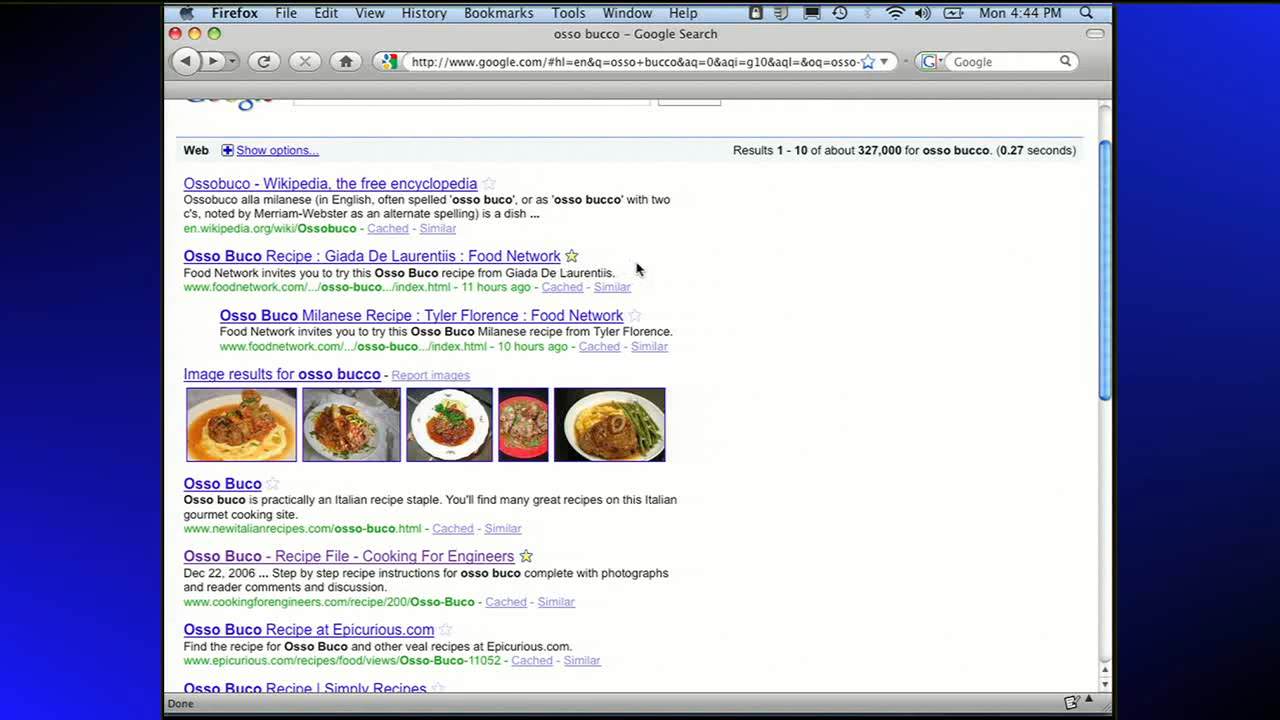 Firefox File Edit View History Bookmarks Tools Window Help Mon 4:44 PM
osso bucco – Google Search
http://www.google.com/#hl=en&q=osso+bucco&aq=0&aqi=g10&aql=&oq=osso- Google
Google
Web Show options... Results 1 - 10 of about 327,000 for osso bucco. (0.27 seconds)
Ossobuco - Wikipedia, the free encyclopedia
Ossobuco alla milanese (in English, often spelled 'osso buco', or as 'osso bucco' with two
c's, noted by Merriam-Webster as an alternate spelling) is a dish ...
en.wikipedia.org/wiki/Ossobuco - Cached - Similar
Osso Buco Recipe : Giada De Laurentiis : Food Network
Food Network invites you to try this Osso Buco recipe from Giada De Laurentiis.
www.foodnetwork.com/.../osso-buco.../index.html - 11 hours ago - Cached - Similar
Osso Buco Milanese Recipe : Tyler Florence : Food Network
Food Network invites you to try this Osso Buco Milanese recipe from Tyler Florence.
www.foodnetwork.com/.../osso-buco.../index.html - 10 hours ago - Cached - Similar
Image results for osso bucco - Report images
Osso Buco
Osso buco is practically an Italian recipe staple. You'll find many great recipes on this Italian
gourmet cooking site.
www.newitalianrecipes.com/osso-buco.html - Cached - Similar
Osso Buco - Recipe File - Cooking For Engineers
Dec 22, 2006 ... Step by step recipe instructions for osso buco complete with photographs
and reader comments and discussion.
www.cookingforengineers.com/recipe/200/Osso-Buco - Cached - Similar
Osso Buco Recipe at Epicurious.com
Find the recipe for Osso Buco and other veal recipes at Epicurious.com.
www.epicurious.com/recipes/food/views/Osso-Buco-11052 - Cached - Similar
Osso Buco Recipe | Simply Recipes
Done